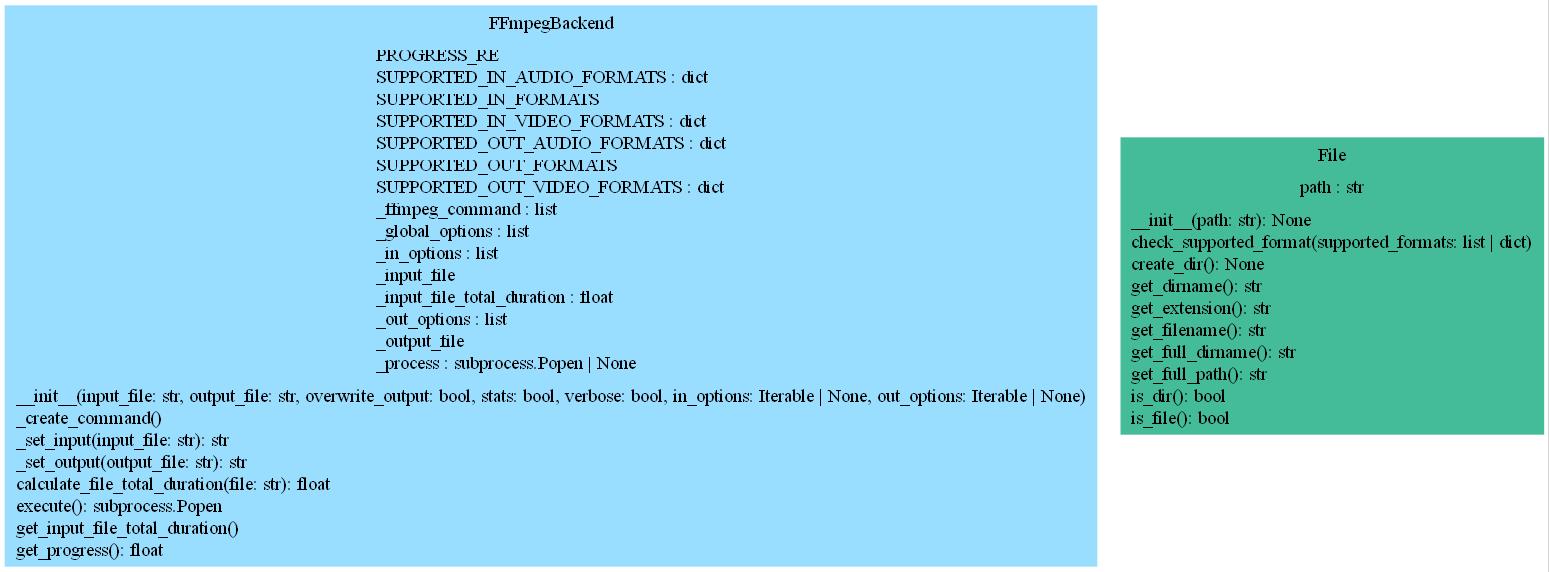 FFmpegBackend
PROGRESS_RE
SUPPORTED_IN_AUDIO_FORMATS : dict
SUPPORTED_IN_FORMATS
SUPPORTED_IN_VIDEO_FORMATS : dict
SUPPORTED_OUT_AUDIO_FORMATS : dict
SUPPORTED_OUT_FORMATS
SUPPORTED_OUT_VIDEO_FORMATS : dict
_ffmpeg_command : list
_global_options : list
_in_options : list
_input_file
_input_file_total_duration : float
_out_options : list
_output_file
_process : subprocess.Popen | None
__init__(input_file: str, output_file: str, overwrite_output: bool, stats: bool, verbose: bool, in_options: Iterable | None, out_options: Iterable | None)
_create_command()
_set_input(input_file: str): str
_set_output(output_file: str): str
calculate_file_total_duration(file: str): float
execute(): subprocess.Popen
get_input_file_total_duration()
get_progress(): float
File
path : str
__init__(path: str): None
check_supported_format(supported_formats: list | dict)
create_dir(): None
get_dirname(): str
get_extension(): str
get_filename(): str
get_full_dirname(): str
get_full_path(): str
is_dir(): bool
is_file(): bool